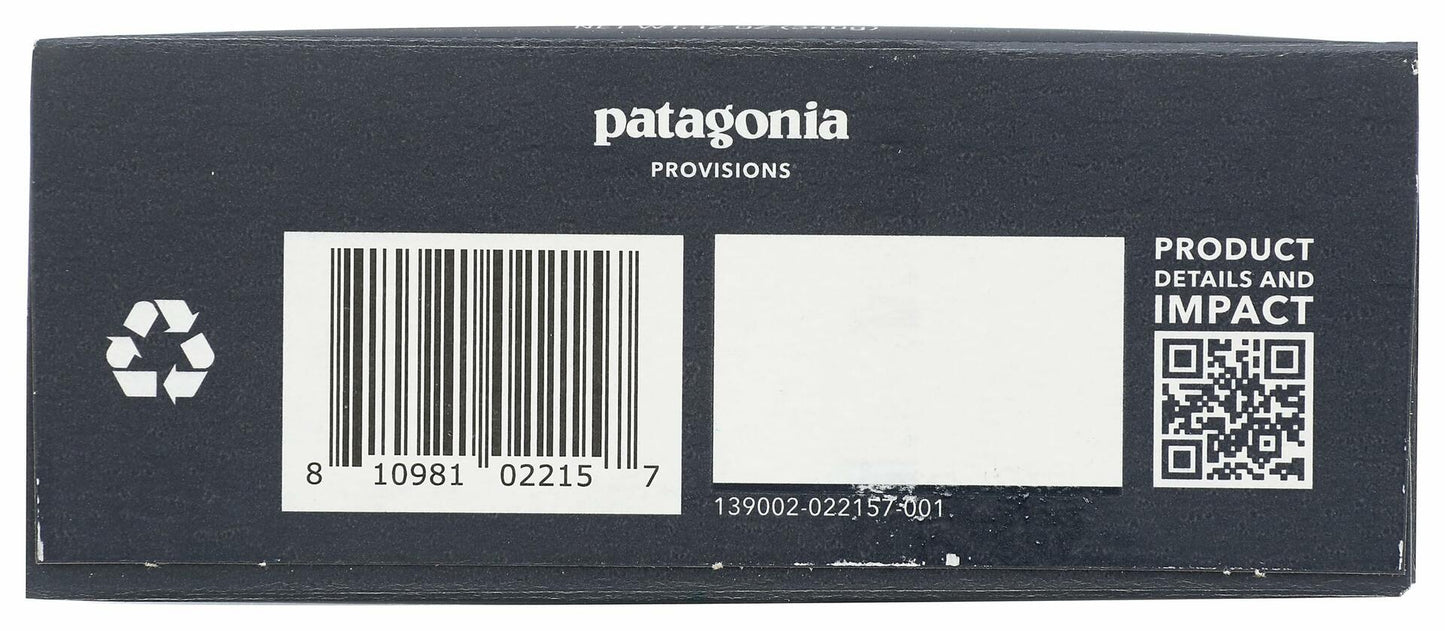 patagonia
PROVISIONS
PRODUCT
DETAILS AND
IMPACT
8 10981 02215 7
139002-022157-001